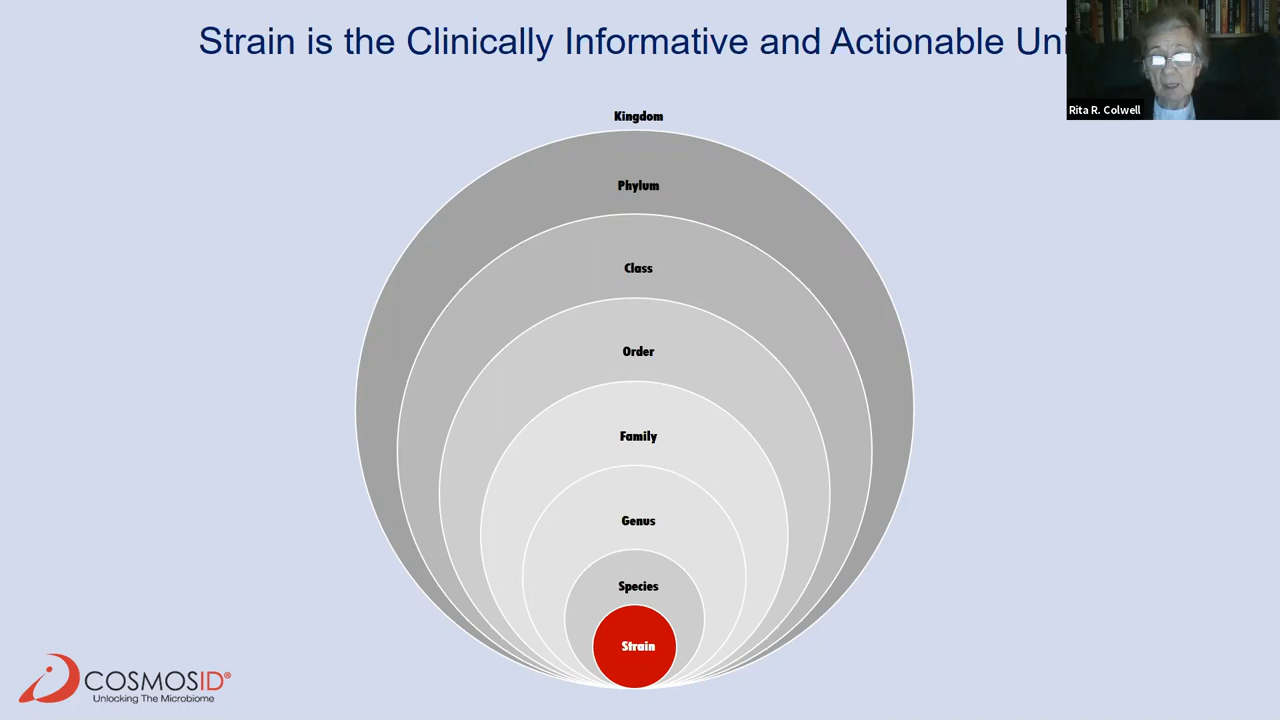 Strain is the Clinically Informative and Actionable Uni
Rita R. Colwell
Kingdom
Phylum
Class
Order
Family
Genus
Species
Strain
COSMOSID®
Unlocking The Microbiome